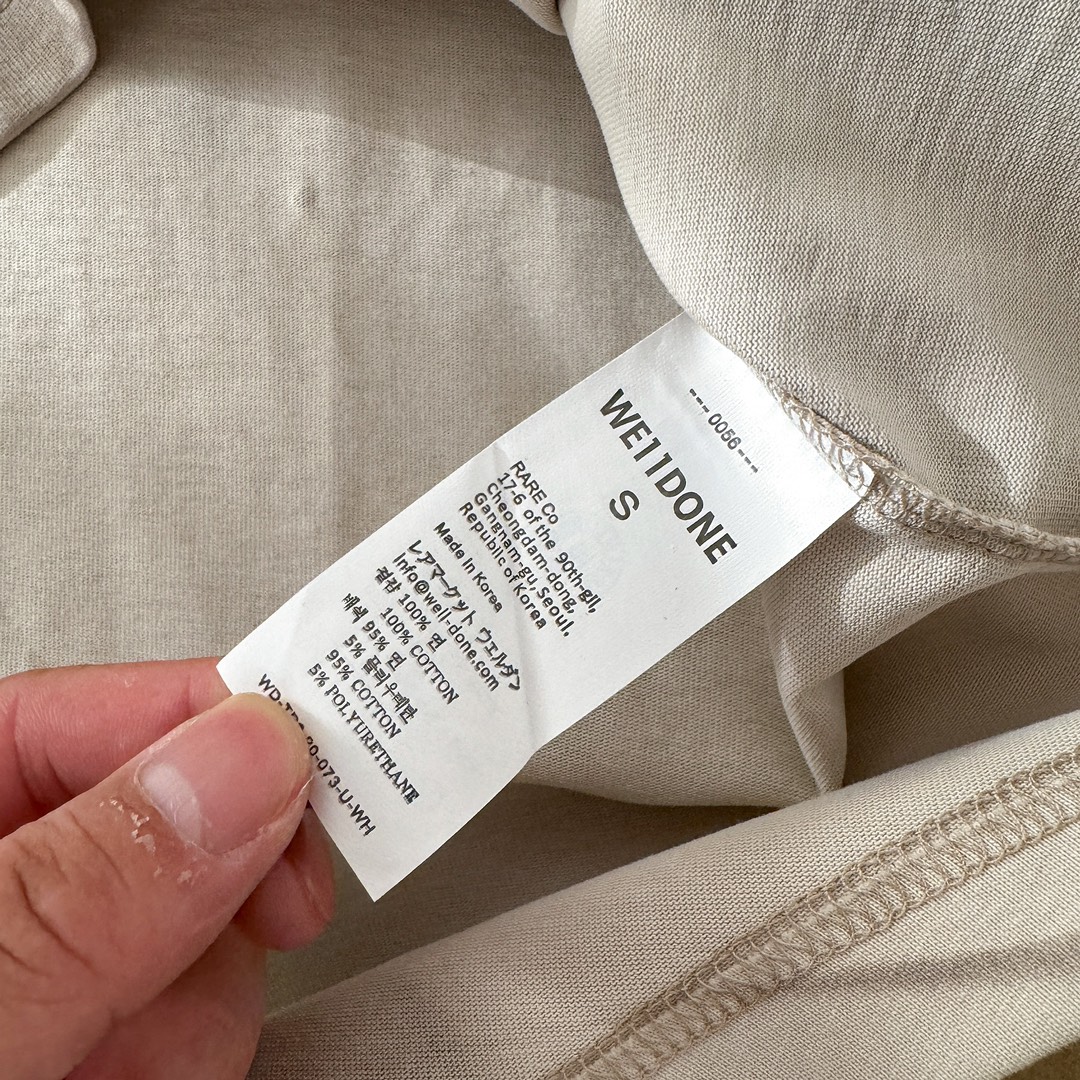 --- 0056 ---
WE11DONE
S
RARE Co
17-6 of the 90th-gil,
Cheongdam-dong,
Gangnam-gu, Seoul.
Republic of Korea
Made in Korea
レアマーケット ウェルダン
info@well-done.com
겉감 100% 면
100% COTTON
배색 95% 면
5% 폴리우레탄
95% COTTON
5% POLYURETHANE
-073-U-WH